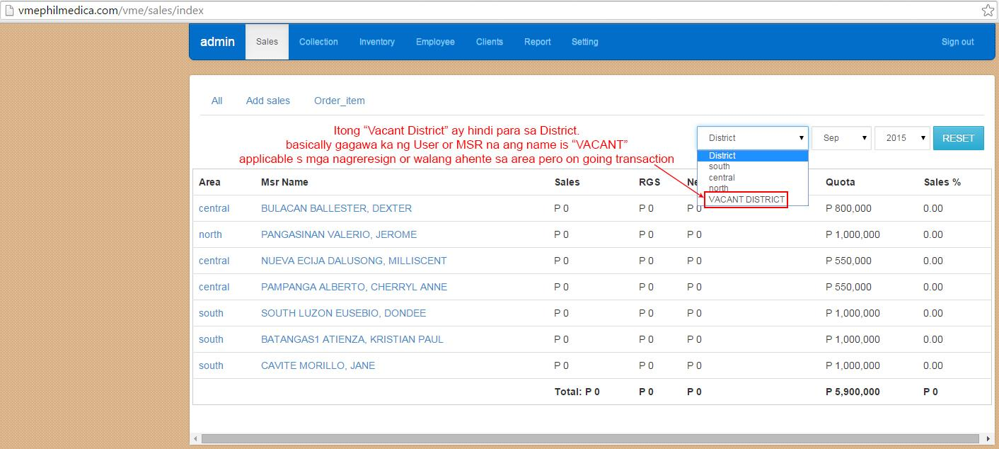 vmephilmedica.com/vme/sales/index
admin Sales Collection Inventory Employee Clients Report Setting Sign out
All Add sales Order_item
Itong “Vacant District” ay hindi para sa District.
basically gagawa ka ng User or MSR na ang name is “VACANT”
applicable s mga nagreresign or walang ahente sa area pero on going transaction
District Sep 2015 RESET
District
south
central
north
VACANT DISTRICT
Area Msr Name Sales RGS Quota Sales %
central BULACAN BALLESTER, DEXTER P 0 P 0 P 0 P 800,000 0.00
north PANGASINAN VALERIO, JEROME P 0 P 0 P 0 P 1,000,000 0.00
central NUEVA ECIJA DALUSONG, MILLISCENT P 0 P 0 P 0 P 550,000 0.00
central PAMPANGA ALBERTO, CHERRYL ANNE P 0 P 0 P 0 P 550,000 0.00
south SOUTH LUZON EUSEBIO, DONDEE P 0 P 0 P 0 P 1,000,000 0.00
south BATANGAS1 ATIENZA, KRISTIAN PAUL P 0 P 0 P 0 P 1,000,000 0.00
south CAVITE MORILLO, JANE P 0 P 0 P 0 P 1,000,000 0.00
Total: P 0 P 0 P 0 P 5,900,000 P 0